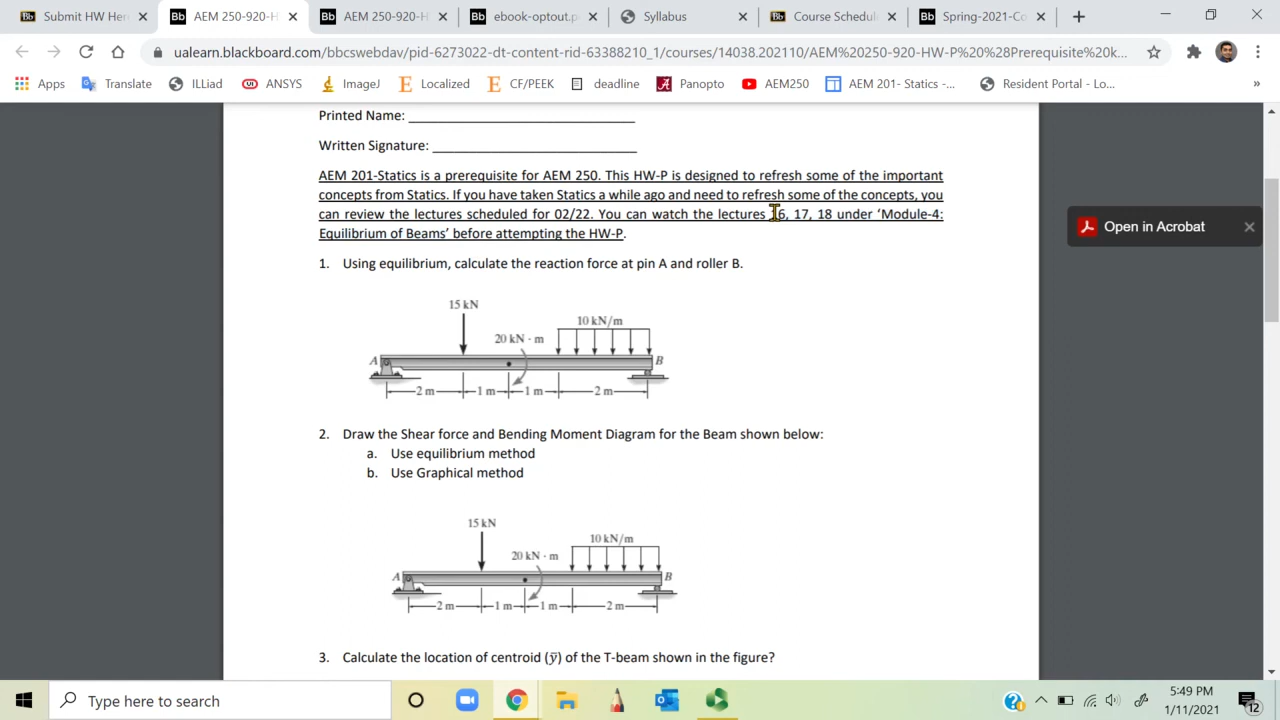 Submit HW Her
AEM 250-920-H
AEM 250-920-H
ebook-optout.p
Syllabus
Course Schedul
Spring-2021-Co
ualearn.blackboard.com/bbcswebdav/pid-6273022-dt-content-rid-63388210_1/courses/14038.202110/AEM%20250-920-HW-P%20%28Prerequisite%20k...
Apps
Translate
ILLiad
ANSYS
ImageJ
Localized
CF/PEEK
deadline
Panopto
AEM250
AEM 201- Statics -...
Resident Portal - Lo...
»
Printed Name: ____________________________
Written Signature: _________________________
AEM 201-Statics is a prerequisite for AEM 250. This HW-P is designed to refresh some of the important
concepts from Statics. If you have taken Statics a while ago and need to refresh some of the concepts, you
can review the lectures scheduled for 02/22. You can watch the lectures 16, 17, 18 under ‘Module-4:
Equilibrium of Beams’ before attempting the HW-P.
Open in Acrobat
1. Using equilibrium, calculate the reaction force at pin A and roller B.
15 kN
10 kN/m
20 kN · m
A
B
2 m
1 m
1 m
2 m
2. Draw the Shear force and Bending Moment Diagram for the Beam shown below:
a. Use equilibrium method
b. Use Graphical method
15 kN
10 kN/m
20 kN · m
A
B
2 m
1 m
1 m
2 m
3. Calculate the location of centroid (ȳ) of the T-beam shown in the figure?
Type here to search
5:49 PM
1/11/2021
12